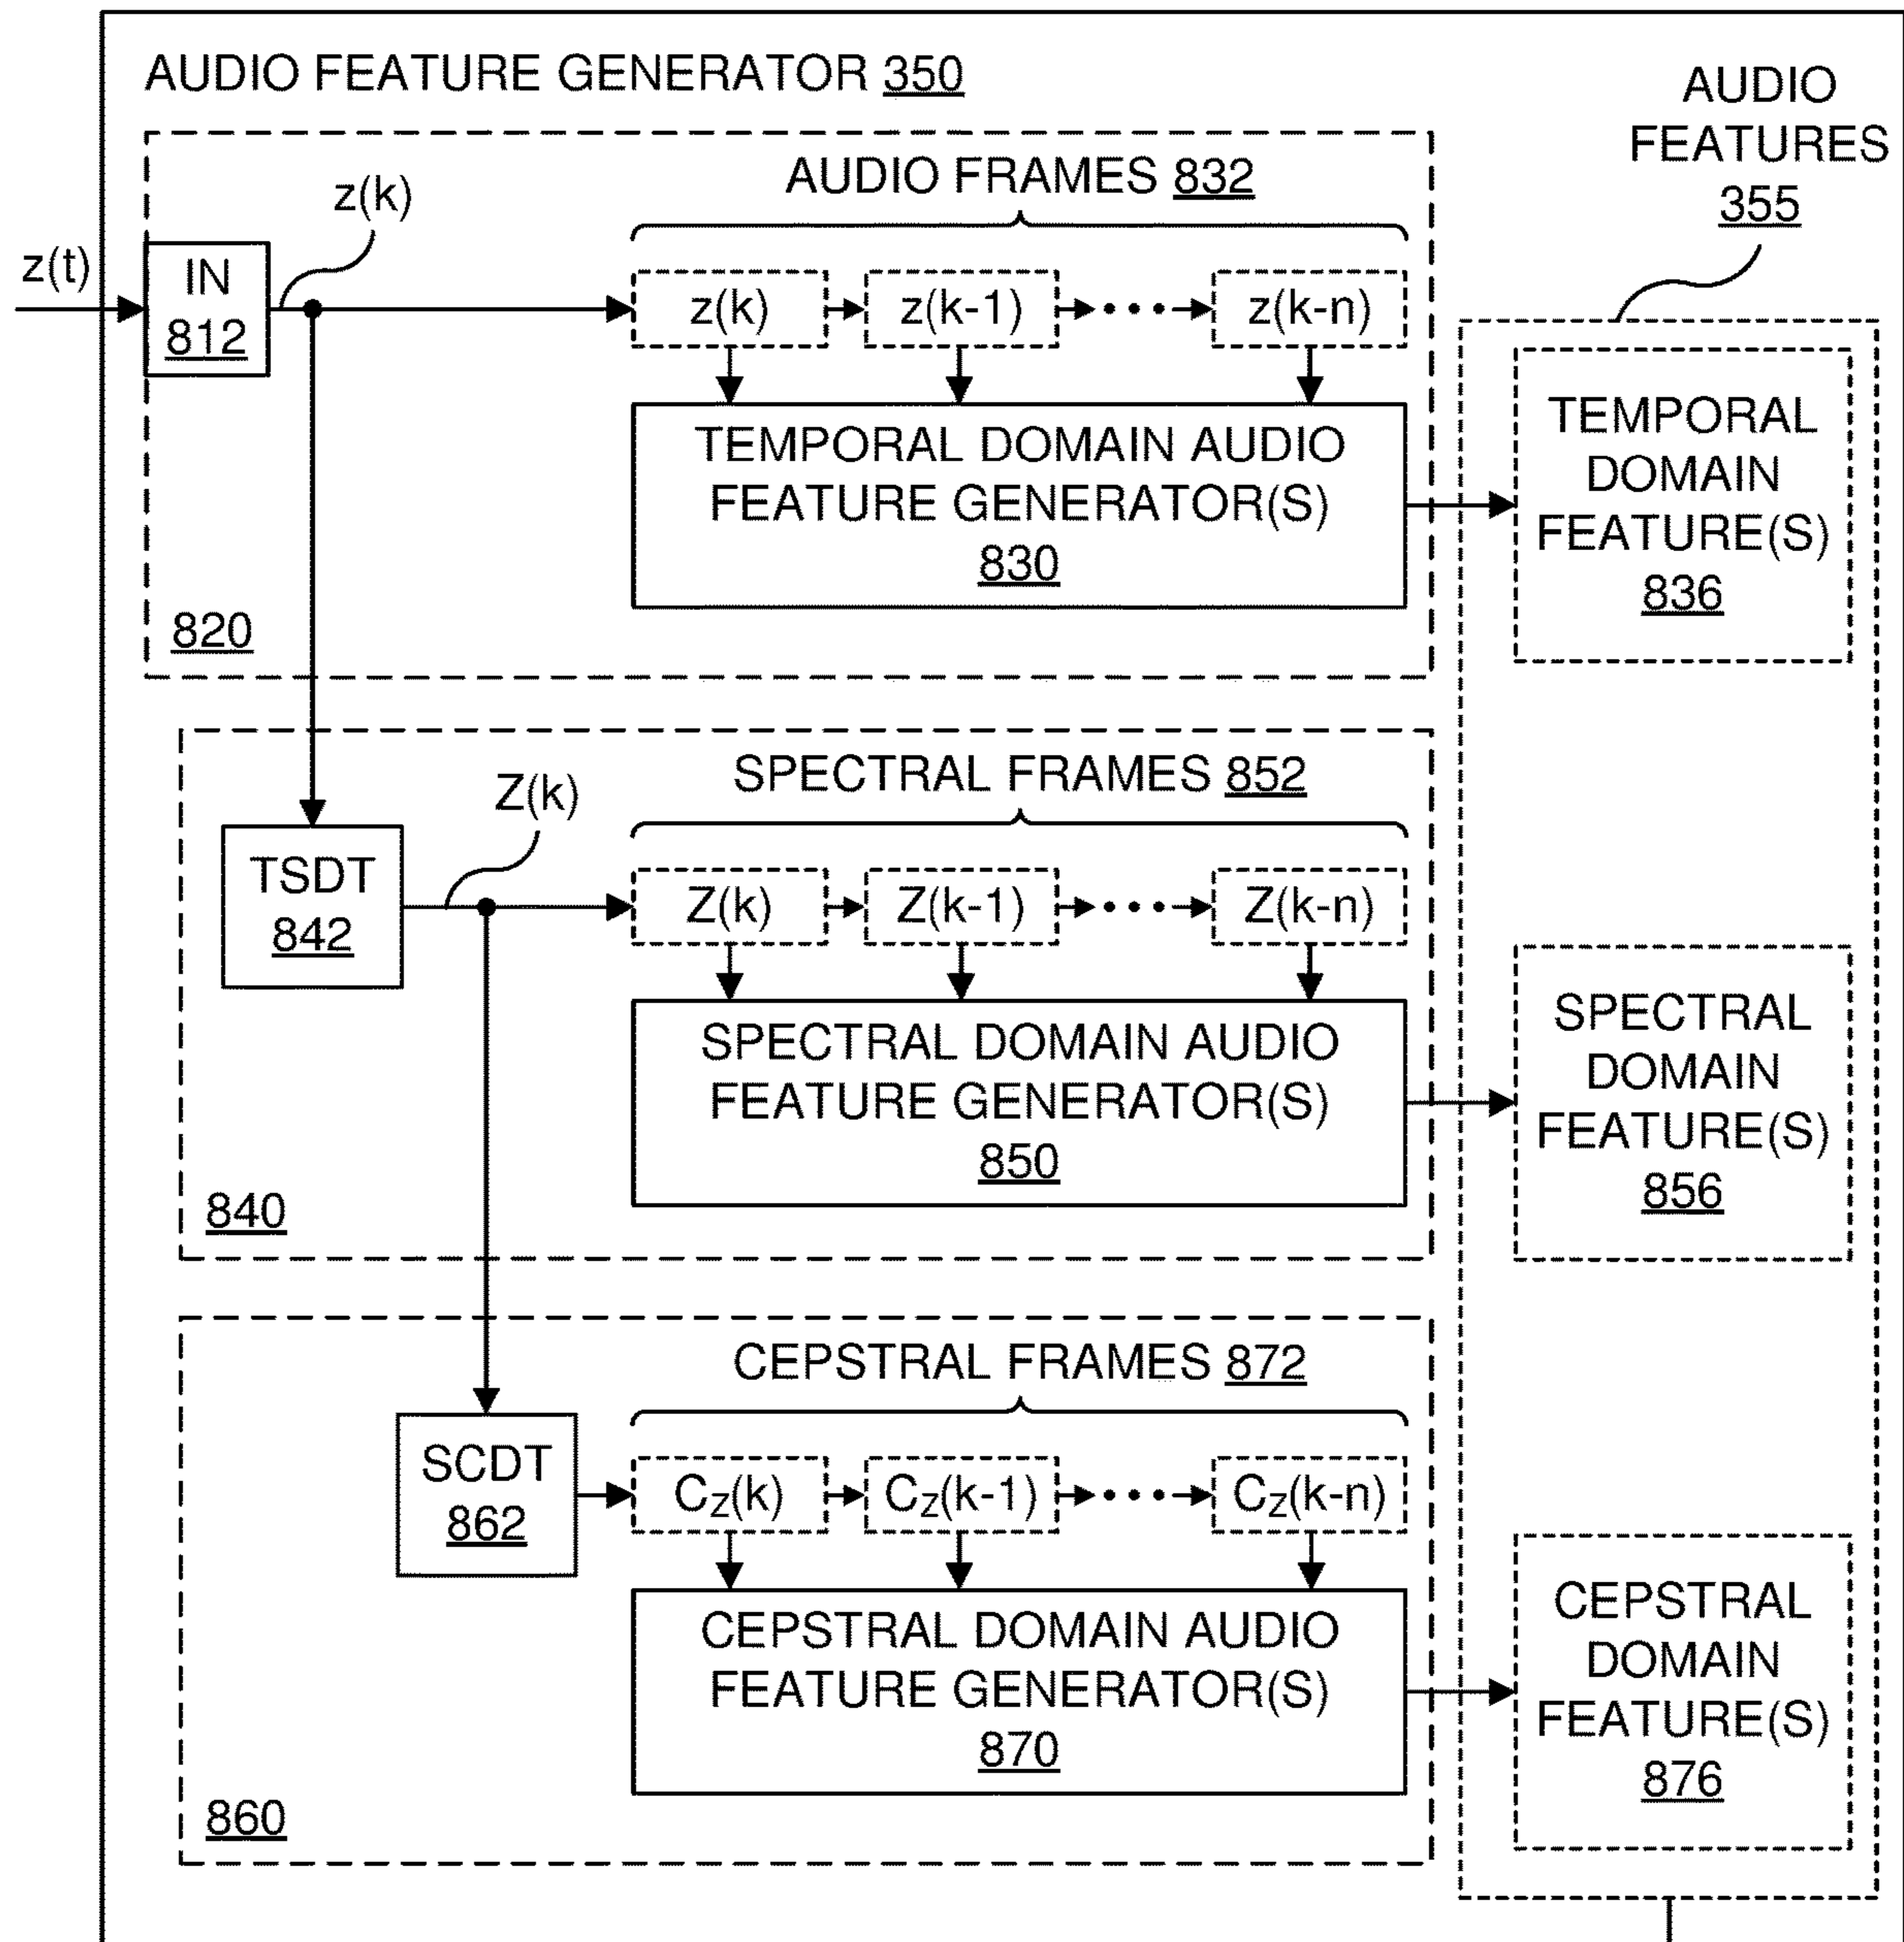 AUDIO FEATURE GENERATOR 350
AUDIO
FEATURES
355
AUDIO FRAMES 832
z(k)
z(t)
IN
812
z(k)
z(k-1)
•••
z(k-n)
TEMPORAL DOMAIN AUDIO
FEATURE GENERATOR(S)
830
TEMPORAL
DOMAIN
FEATURE(S)
836
820
SPECTRAL FRAMES 852
Z(k)
TSDT
842
Z(k)
Z(k-1)
•••
Z(k-n)
SPECTRAL DOMAIN AUDIO
FEATURE GENERATOR(S)
850
SPECTRAL
DOMAIN
FEATURE(S)
856
840
CEPSTRAL FRAMES 872
SCDT
862
CZ(k)
CZ(k-1)
•••
CZ(k-n)
CEPSTRAL DOMAIN AUDIO
FEATURE GENERATOR(S)
870
CEPSTRAL
DOMAIN
FEATURE(S)
876
860